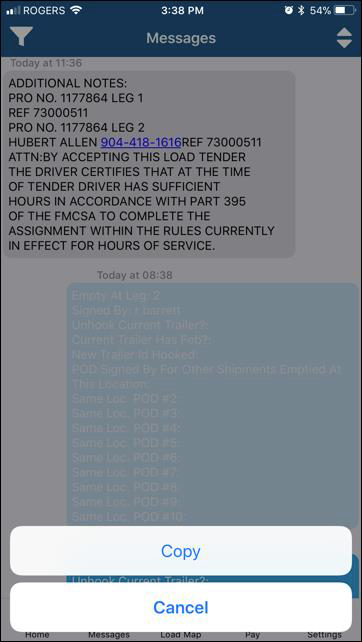 ROGERS 3:38 PM 54%
Messages
Today at 11:36
ADDITIONAL NOTES:
PRO NO. 1177864 LEG 1
REF 73000511
PRO NO. 1177864 LEG 2
HUBERT ALLEN 904-418-1616REF 73000511
ATTN:BY ACCEPTING THIS LOAD TENDER
THE DRIVER CERTIFIES THAT AT THE TIME
OF TENDER DRIVER HAS SUFFICIENT
HOURS IN ACCORDANCE WITH PART 395
OF THE FMCSA TO COMPLETE THE
ASSIGNMENT WITHIN THE RULES CURRENTLY
IN EFFECT FOR HOURS OF SERVICE.
Today at 08:38
Empty At Leg: 2
Signed By: r barrett
Unhook Current Trailer?:
Current Trailer Has Fob?:
New Trailer Id Hooked:
POD Signed By For Other Shipments Emptied At
This Location:
Same Loc. POD #2:
Same Loc. POD #3:
Same Loc. POD #4:
Same Loc. POD #5:
Same Loc. POD #6:
Same Loc. POD #7:
Same Loc. POD #8:
Same Loc. POD #9:
Same Loc. POD #10:
Copy
Unhook Current Trailer?:
Cancel
Home Messages Load Map Pay Settings